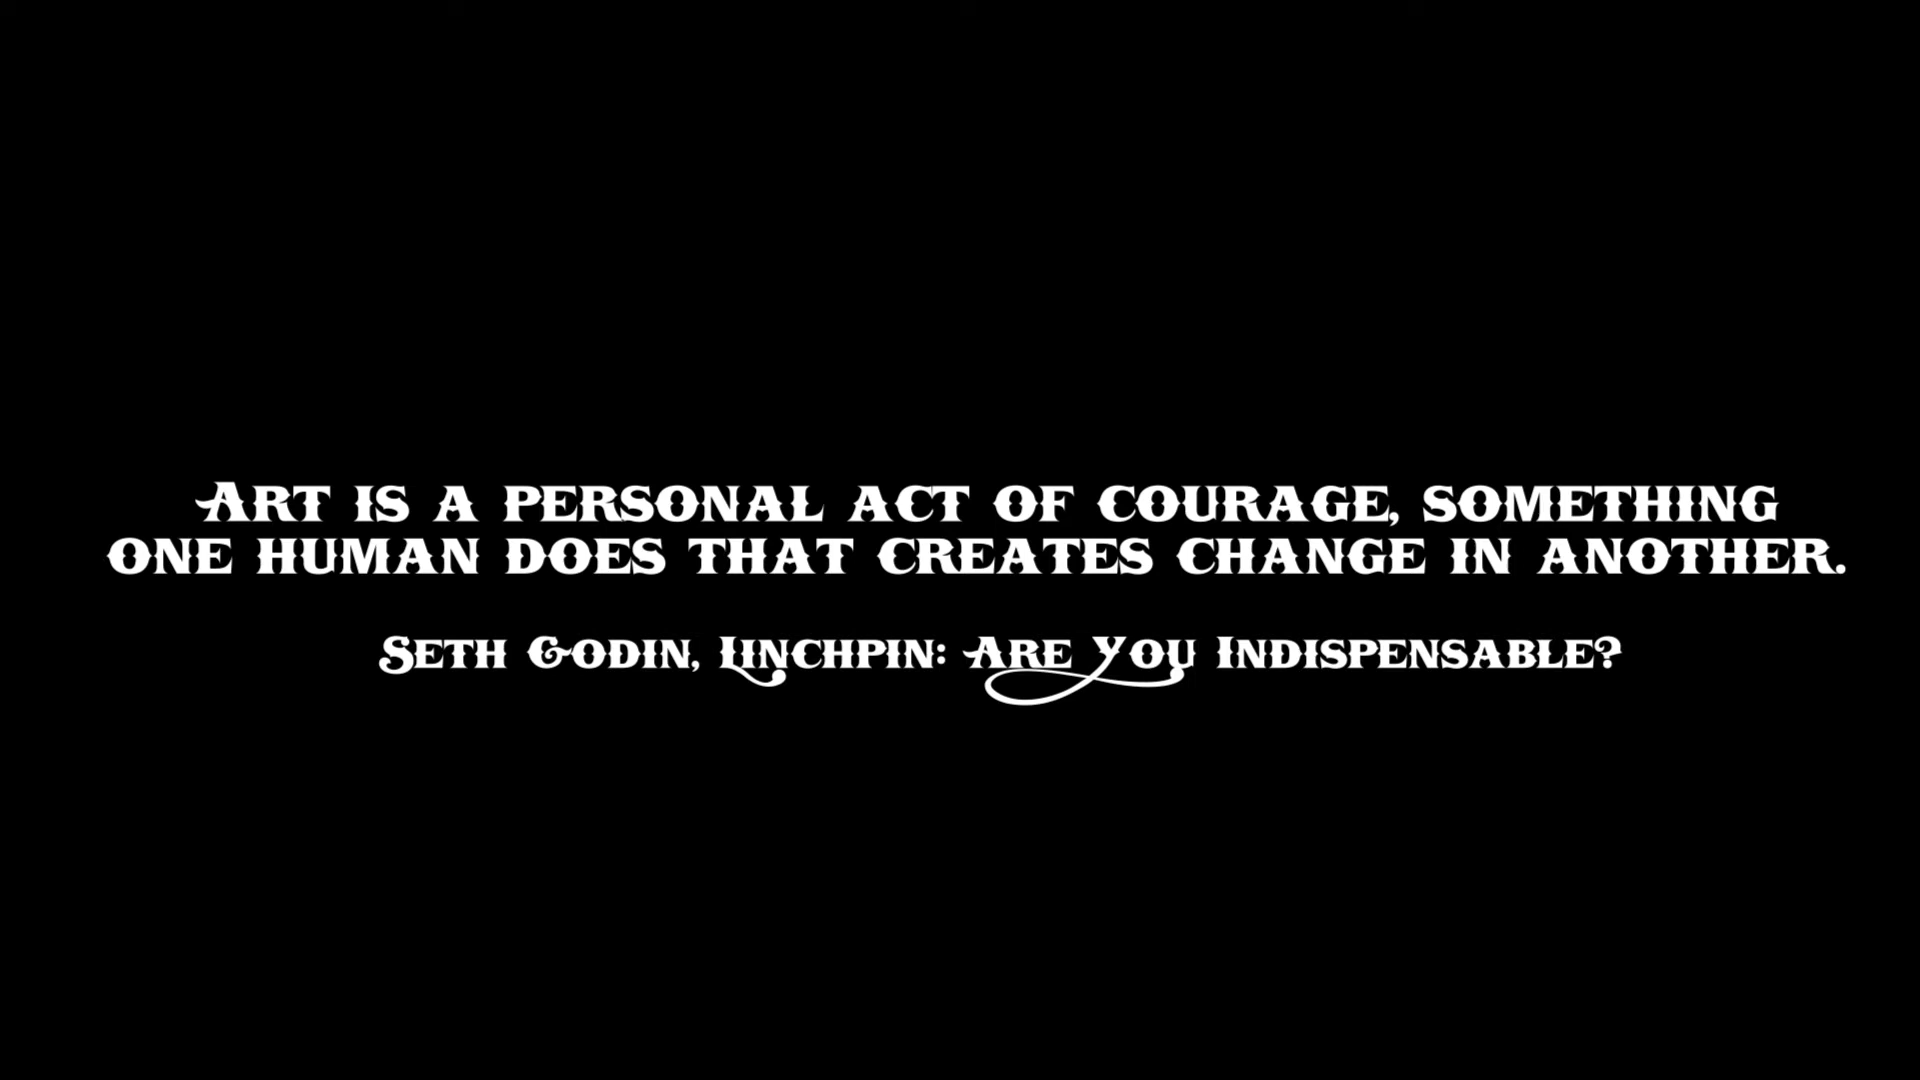 Art is a personal act of courage, something
one human does that creates change in another.
Seth Godin, Linchpin: Are You Indispensable?